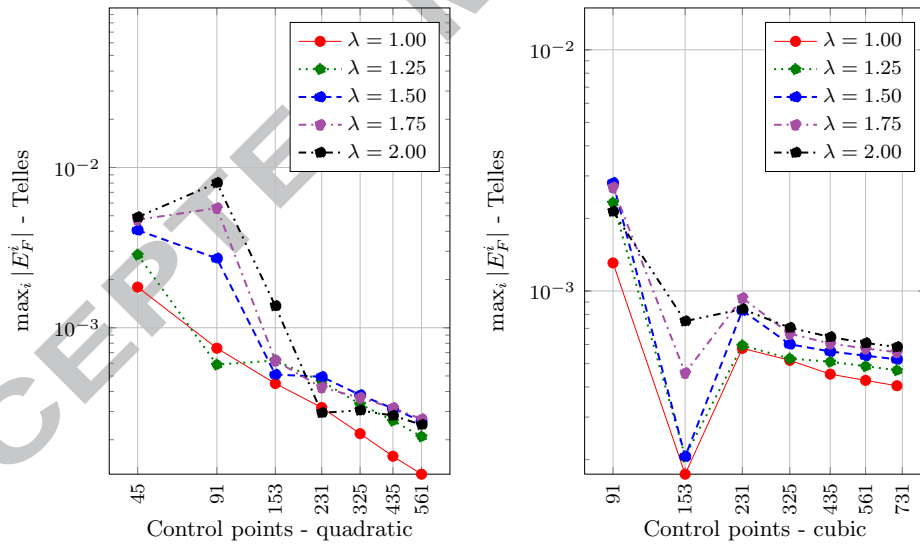 λ = 1.00
λ = 1.25
λ = 1.50
λ = 1.75
λ = 2.00
10⁻²
10⁻³
max_i |E_F^i| - Telles
45
91
153
231
325
435
561
Control points - quadratic
λ = 1.00
λ = 1.25
λ = 1.50
λ = 1.75
λ = 2.00
10⁻²
10⁻³
max_i |E_F^i| - Telles
91
153
231
325
435
561
731
Control points - cubic
CEPTE